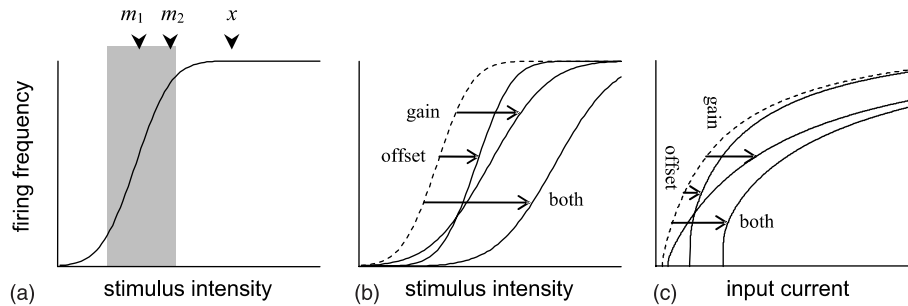 m1 m2 x
firing frequency
(a) stimulus intensity
gain
offset
both
(b) stimulus intensity
gain
offset
both
(c) input current